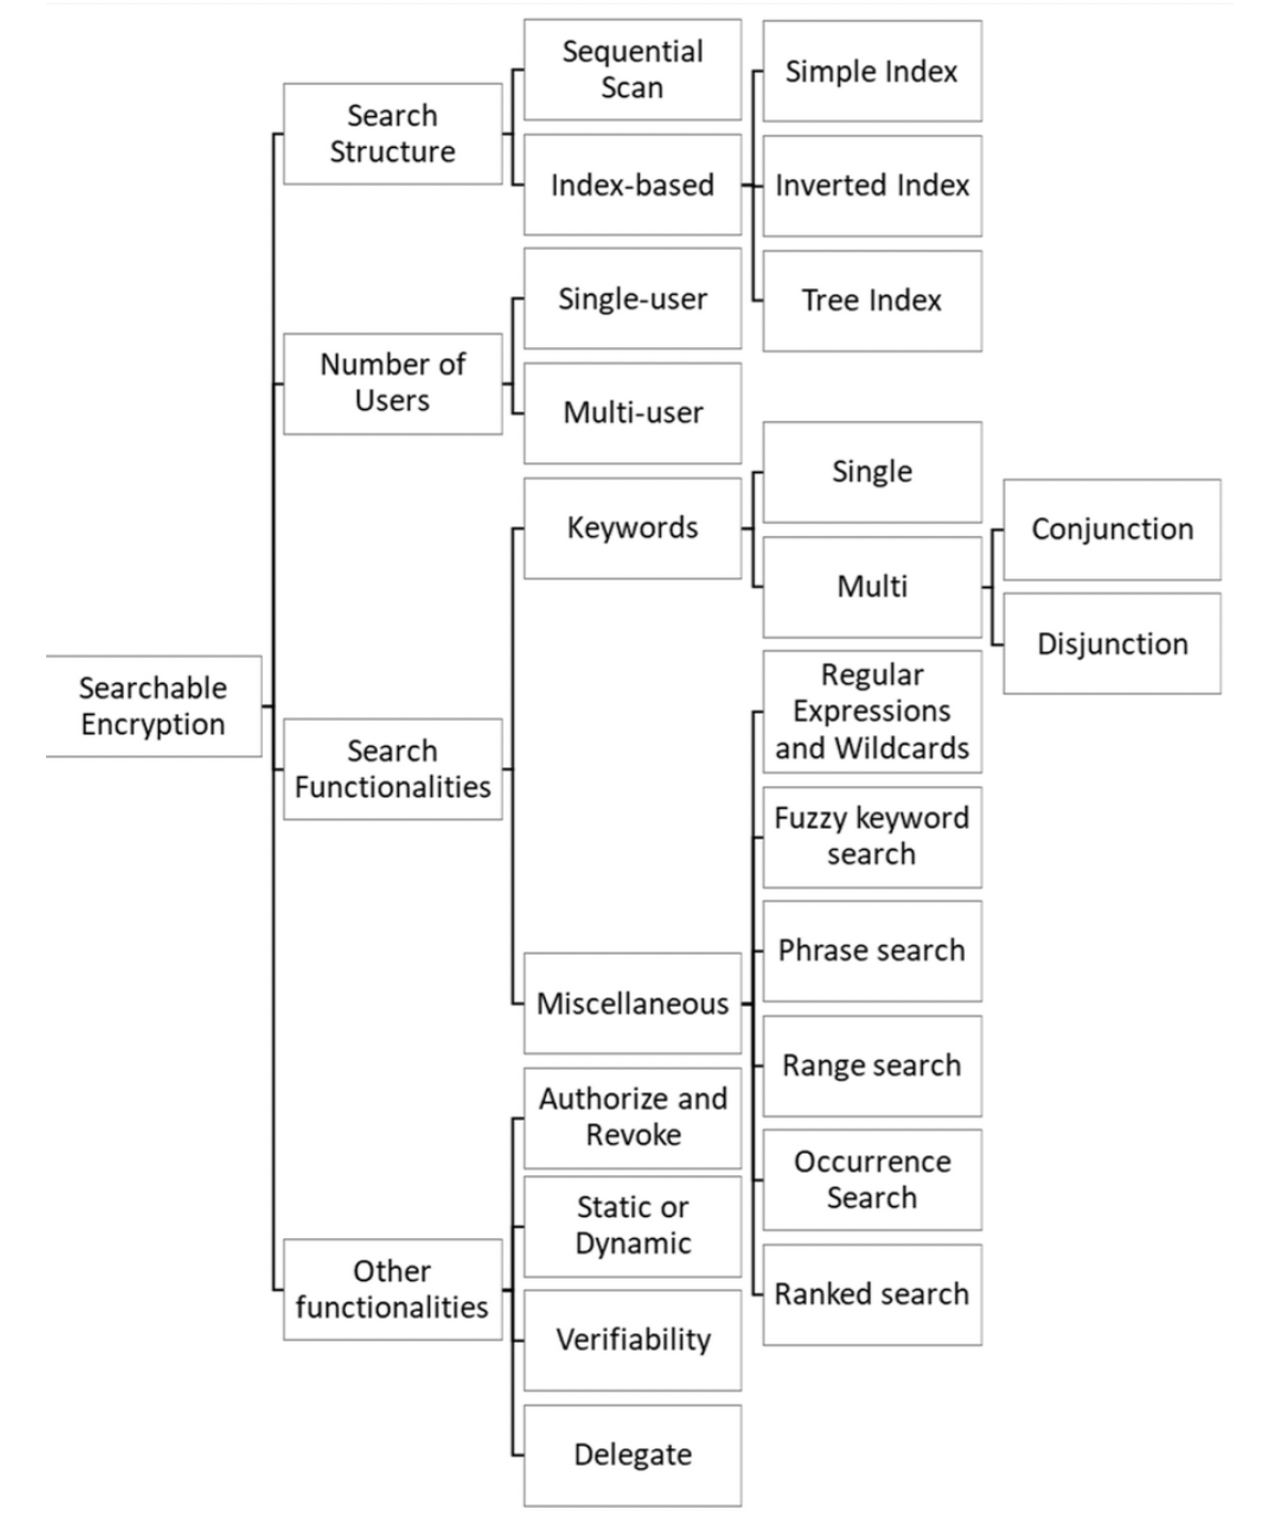 Searchable
Encryption
Search
Structure
Sequential
Scan
Index-based
Simple Index
Inverted Index
Tree Index
Number of
Users
Single-user
Multi-user
Search
Functionalities
Keywords
Single
Multi
Conjunction
Disjunction
Miscellaneous
Regular
Expressions
and Wildcards
Fuzzy keyword
search
Phrase search
Range search
Occurrence
Search
Ranked search
Other
functionalities
Authorize and
Revoke
Static or
Dynamic
Verifiability
Delegate